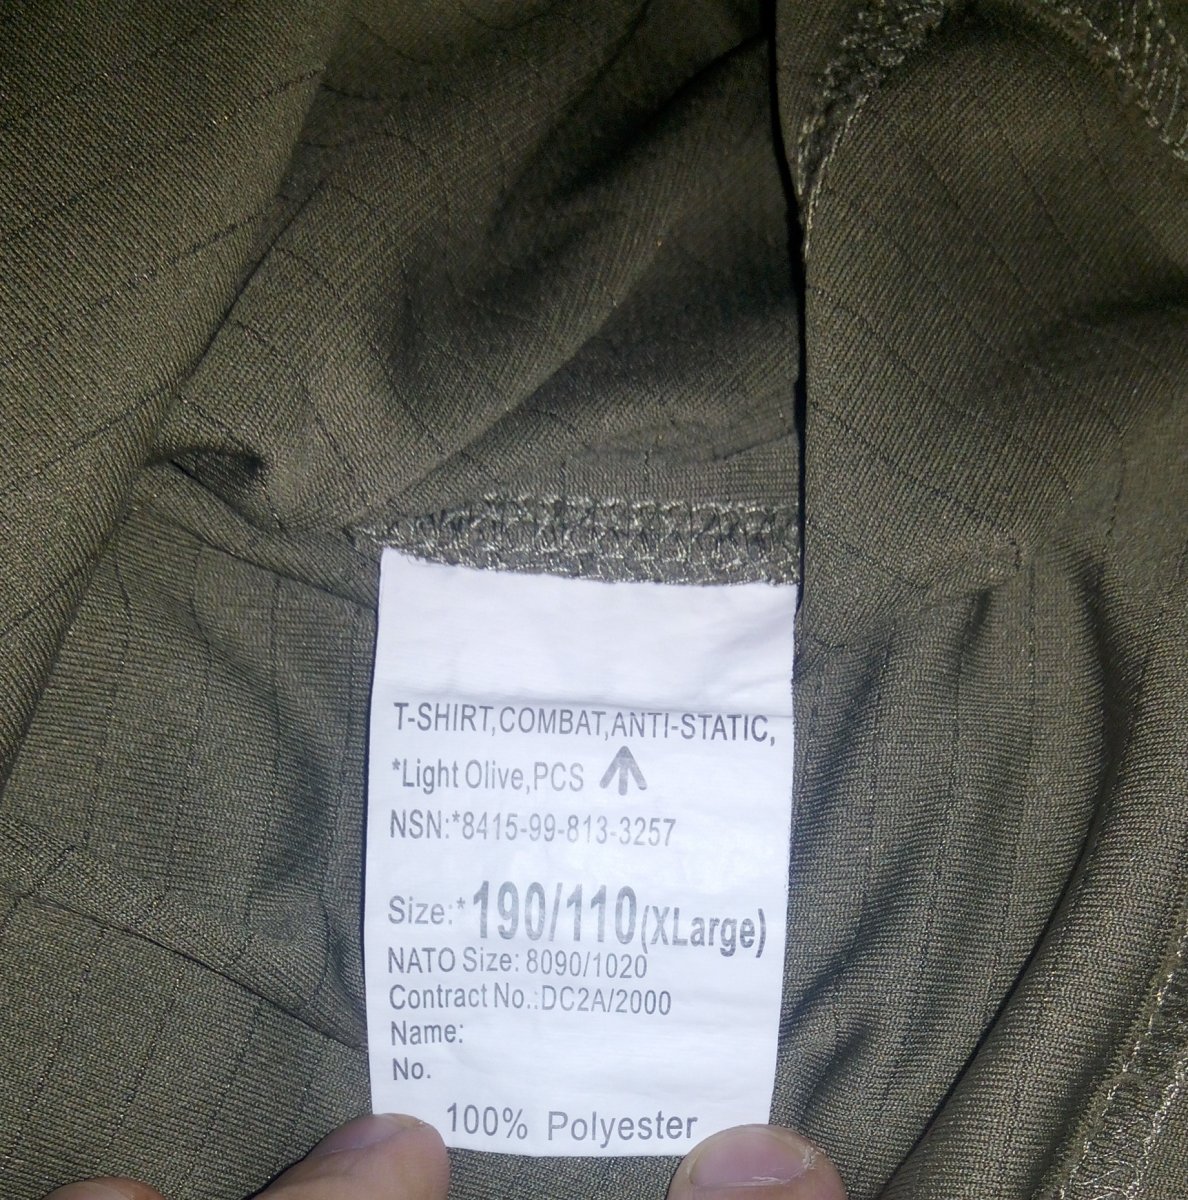 T-SHIRT,COMBAT,ANTI-STATIC,
*Light Olive,PCS
NSN:*8415-99-813-3257
Size:*190/110(XLarge)
NATO Size: 8090/1020
Contract No.:DC2A/2000
Name:
No.
100% Polyester